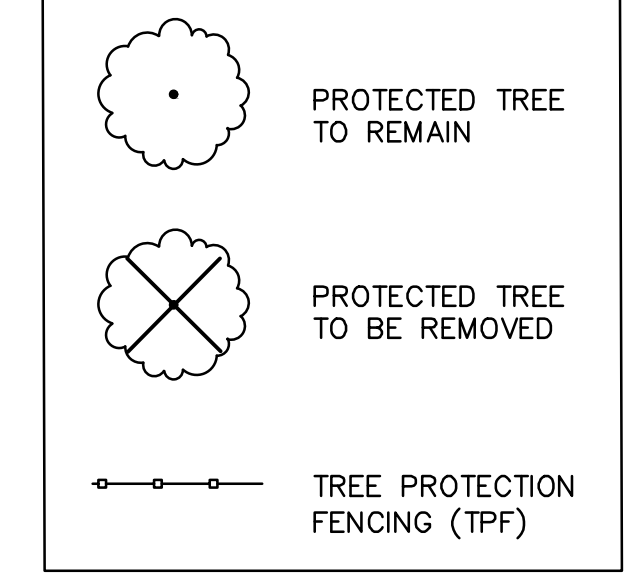 PROTECTED TREE
TO REMAIN
PROTECTED TREE
TO BE REMOVED
TREE PROTECTION
FENCING (TPF)